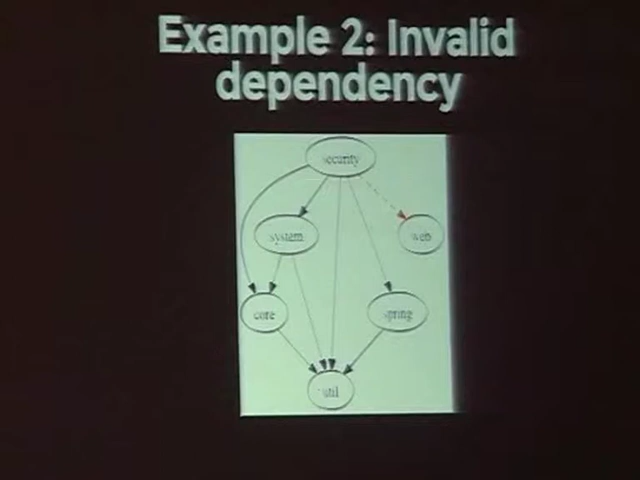 Example 2: Invalid
dependency
security
system
web
core
spring
util